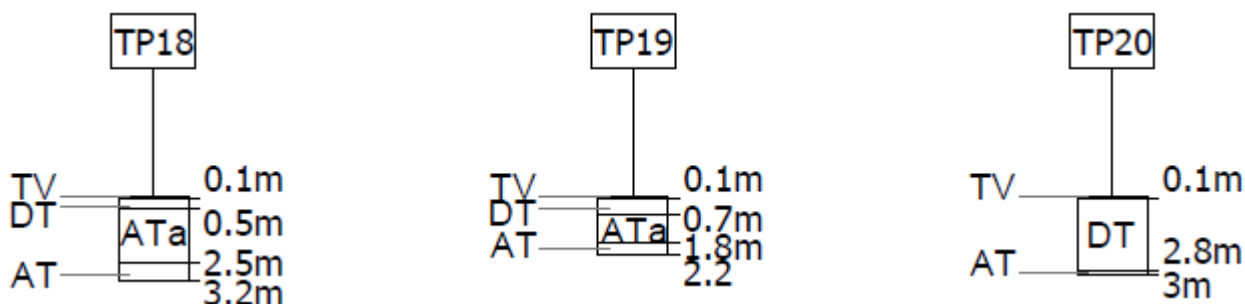 TP18
TV 0.1m
DT 0.5m
ATa
AT 2.5m
3.2m
TP19
TV 0.1m
DT 0.7m
ATa
AT 1.8m
2.2
TP20
TV 0.1m
DT
AT 2.8m
3m